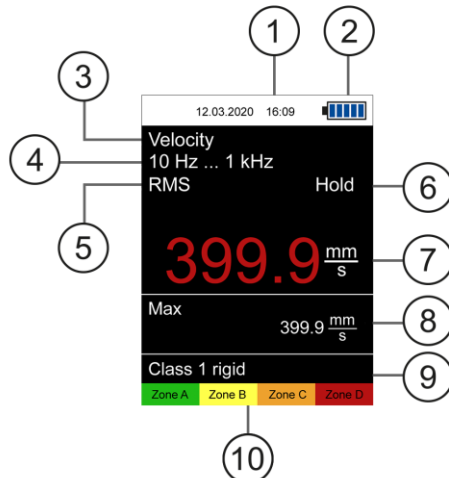 1
2
3
12.03.2020 16:09
Velocity
4
10 Hz ... 1 kHz
RMS
Hold
5
6
399.9 mm/s
7
Max
8
399.9 mm/s
Class 1 rigid
9
Zone A Zone B Zone C Zone D
10